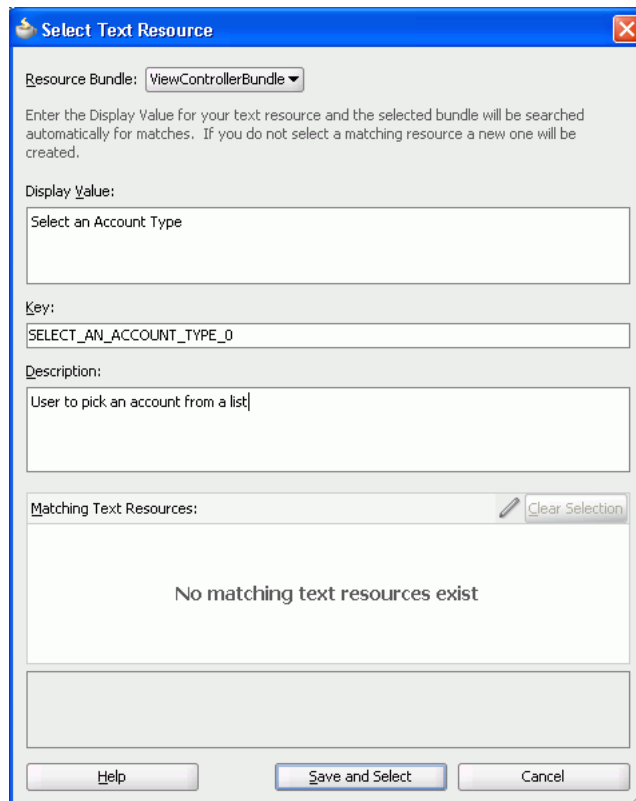 Select Text Resource
Resource Bundle: ViewControllerBundle
Enter the Display Value for your text resource and the selected bundle will be searched
automatically for matches. If you do not select a matching resource a new one will be
created.
Display Value:
Select an Account Type
Key:
SELECT_AN_ACCOUNT_TYPE_0
Description:
User to pick an account from a list
Matching Text Resources: Clear Selection
No matching text resources exist
Help Save and Select Cancel